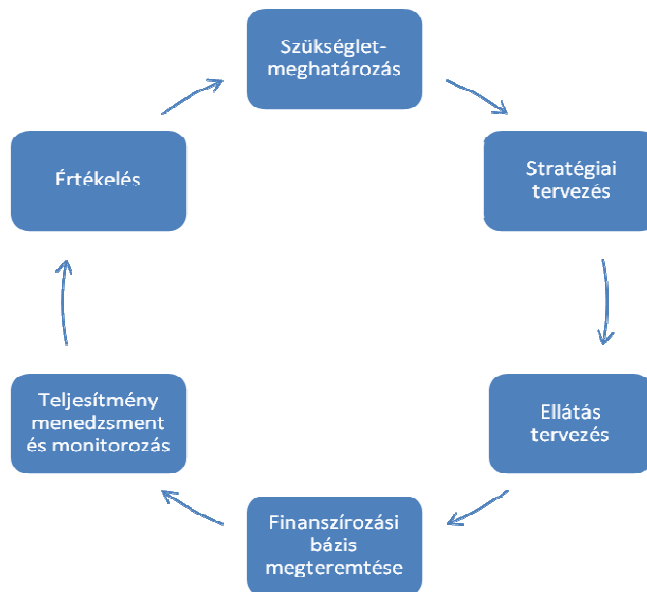 Szükséglet-
meghatározás
Stratégiai
tervezés
Ellátás
tervezés
Finanszírozási
bázis
megteremtése
Teljesítmény
menedzsment
és monitorozás
Értékelés